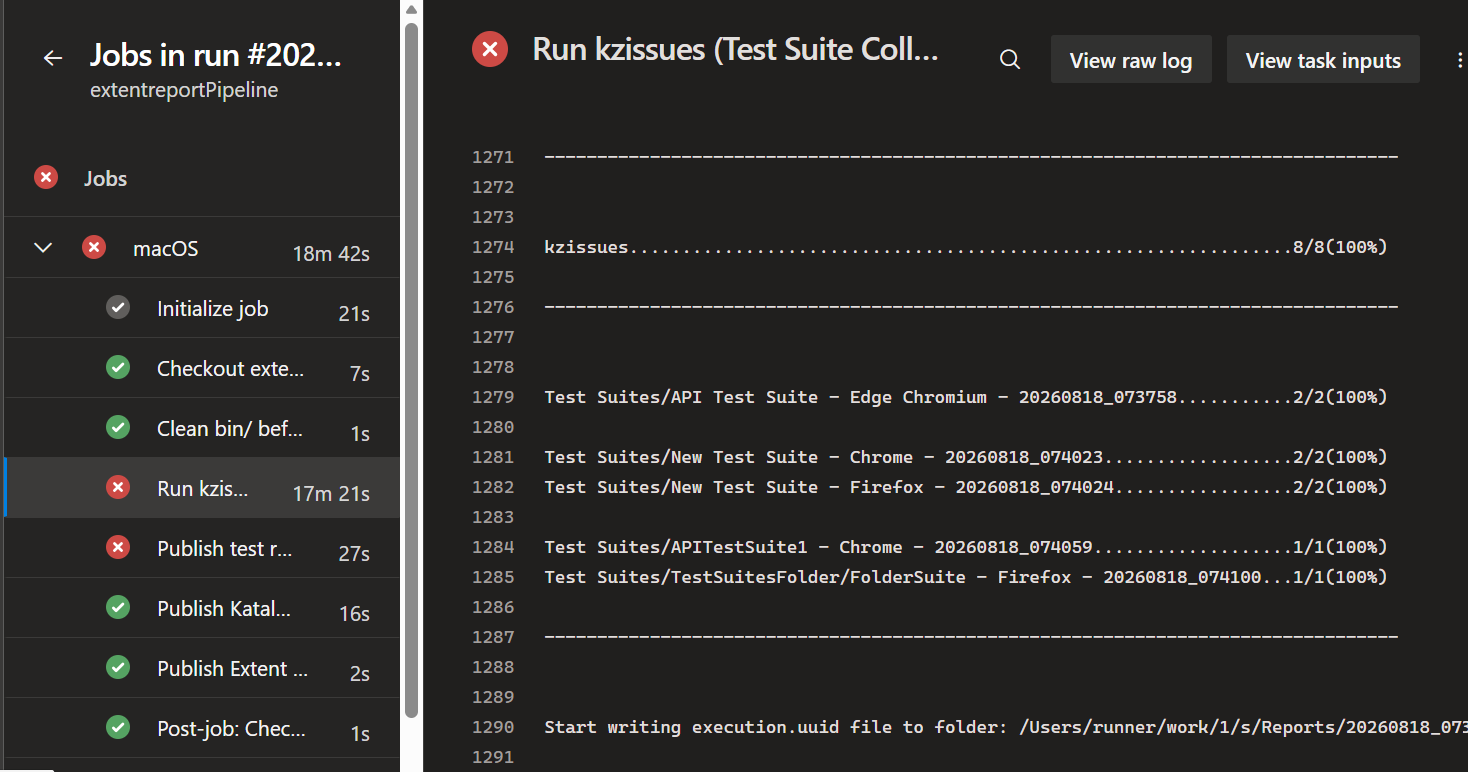 Jobs in run #202...
extentreportPipeline
Jobs
macOS 18m 42s
Initialize job 21s
Checkout exte... 7s
Clean bin/ bef... 1s
Run kzis... 17m 21s
Publish test r... 27s
Publish Katal... 16s
Publish Extent ... 2s
Post-job: Chec... 1s
Run kzissues (Test Suite Coll...
View raw log
View task inputs
1271 ---------------------------------------------------------------------------------
1272
1273
1274 kzissues...............................................................8/8(100%)
1275
1276 ---------------------------------------------------------------------------------
1277
1278
1279 Test Suites/API Test Suite - Edge Chromium - 20260818_073758...........2/2(100%)
1280
1281 Test Suites/New Test Suite - Chrome - 20260818_074023..................2/2(100%)
1282 Test Suites/New Test Suite - Firefox - 20260818_074024.................2/2(100%)
1283
1284 Test Suites/APITestSuite1 - Chrome - 20260818_074059...................1/1(100%)
1285 Test Suites/TestSuitesFolder/FolderSuite - Firefox - 20260818_074100...1/1(100%)
1286
1287 ---------------------------------------------------------------------------------
1288
1289
1290 Start writing execution.uuid file to folder: /Users/runner/work/1/s/Reports/20260818_073
1291